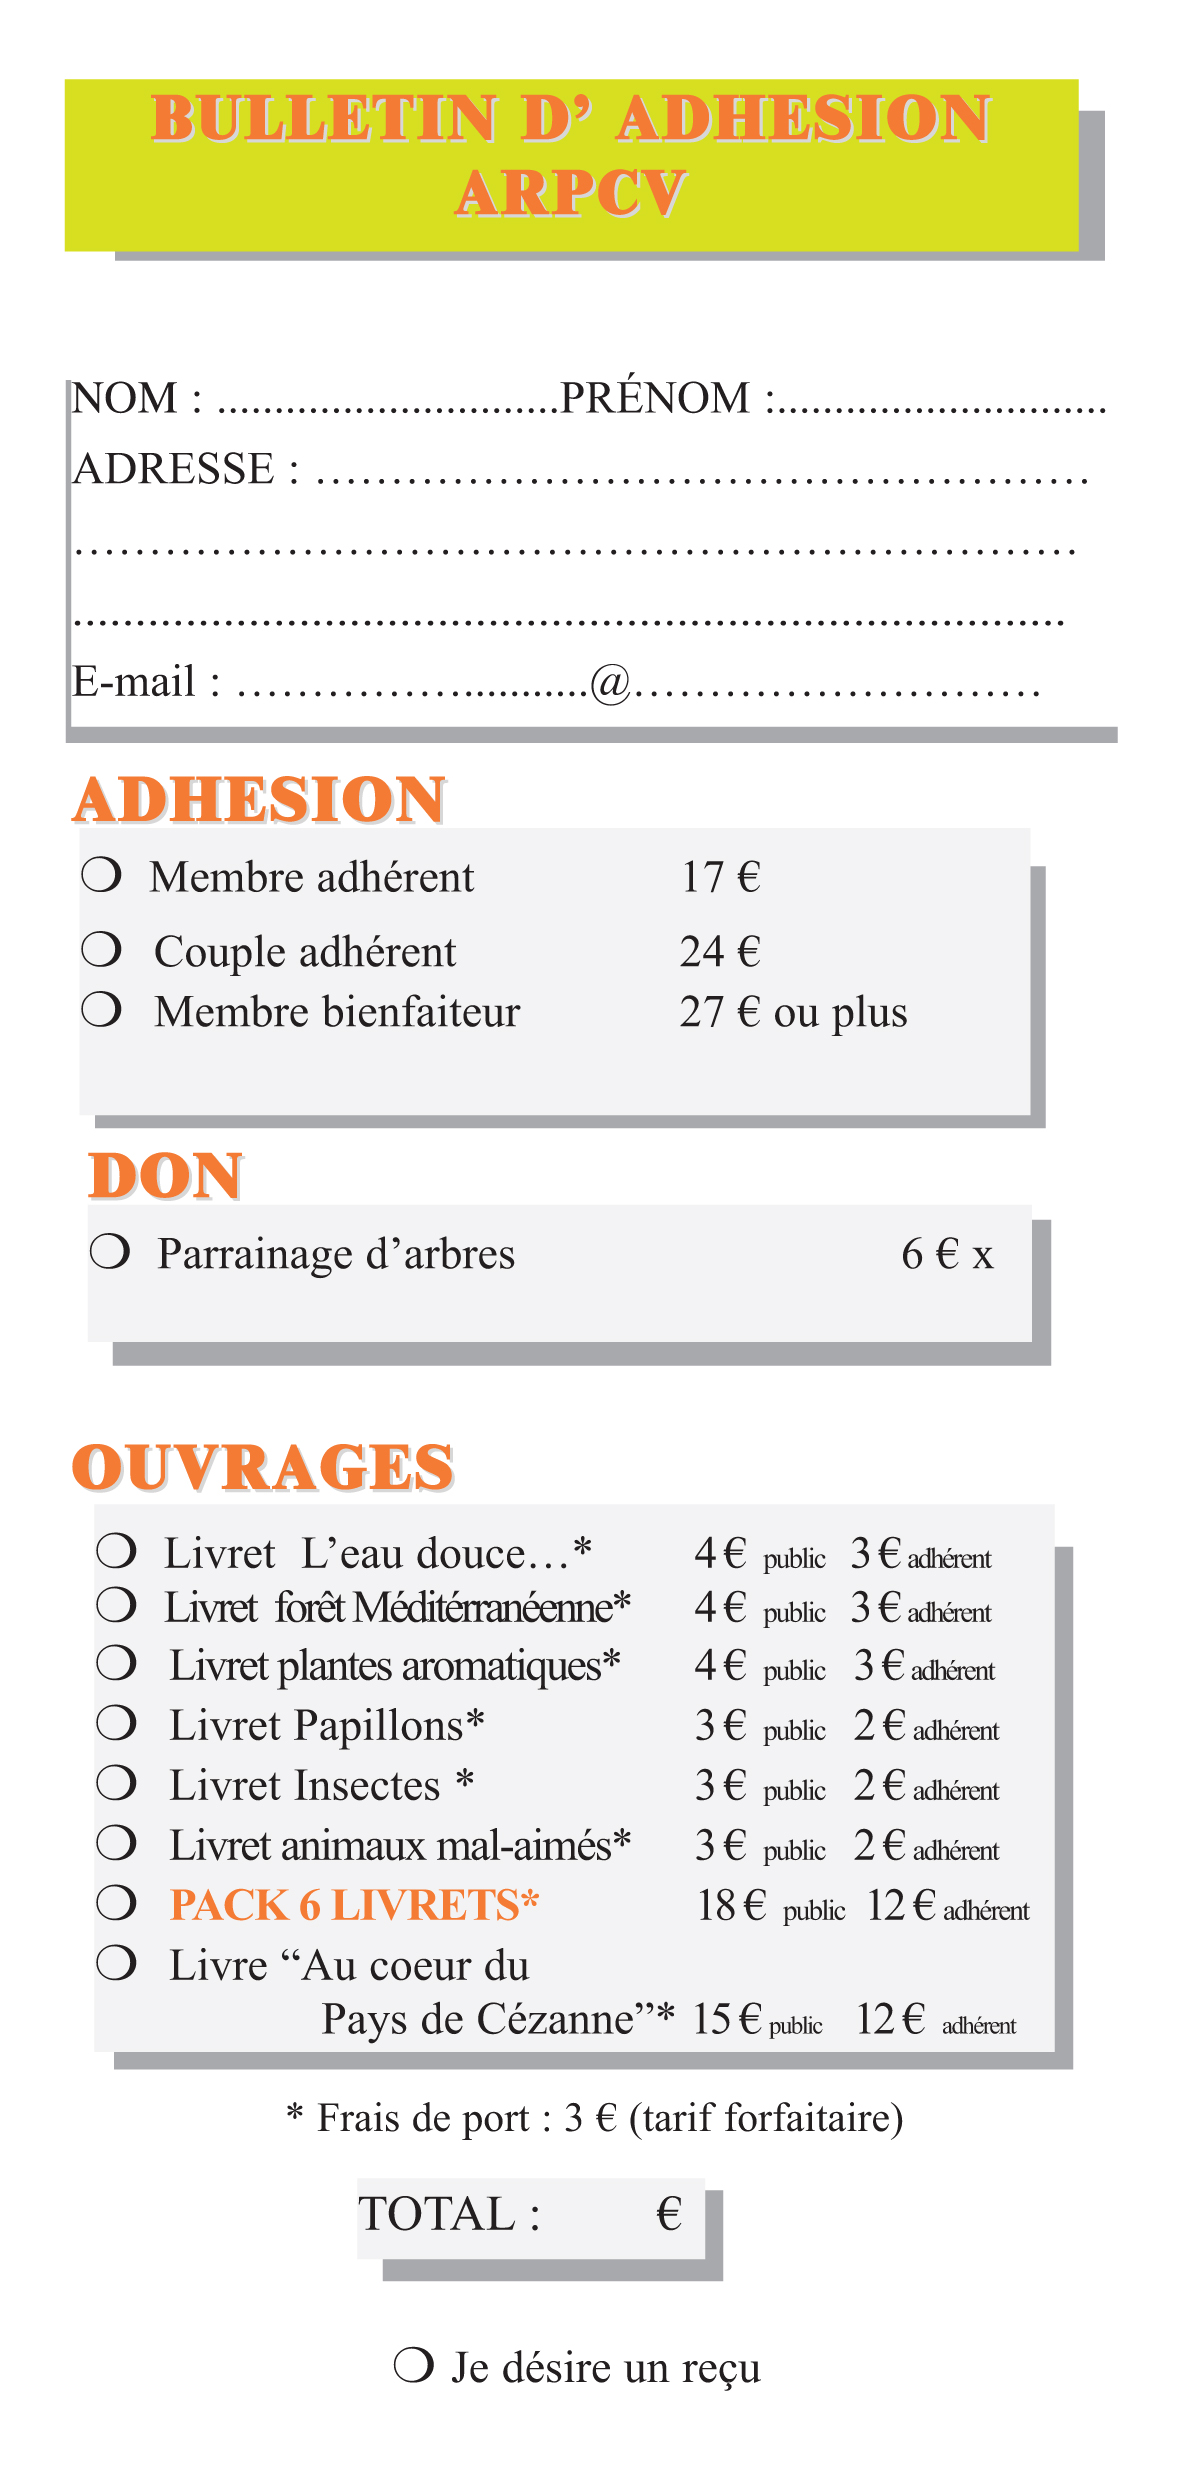 BULLETIN D’ ADHESION
ARPCV
NOM : ..............................PRÉNOM :.............................
ADRESSE : ……………………………………………
…………………………………………………………
..............................................................................
E-mail : ……………...........@………………………
ADHESION
❍ Membre adhérent 17 €
❍ Couple adhérent 24 €
❍ Membre bienfaiteur 27 € ou plus
DON
❍ Parrainage d’arbres 6 € x
OUVRAGES
❍ Livret L’eau douce…* 4 € public 3 € adhérent
❍ Livret forêt Méditérranéenne* 4 € public 3 € adhérent
❍ Livret plantes aromatiques* 4 € public 3 € adhérent
❍ Livret Papillons* 3 € public 2 € adhérent
❍ Livret Insectes * 3 € public 2 € adhérent
❍ Livret animaux mal-aimés* 3 € public 2 € adhérent
❍ PACK 6 LIVRETS* 18 € public 12 € adhérent
❍ Livre “Au coeur du
Pays de Cézanne”* 15 € public 12 € adhérent
* Frais de port : 3 € (tarif forfaitaire)
TOTAL : €
❍ Je désire un reçu